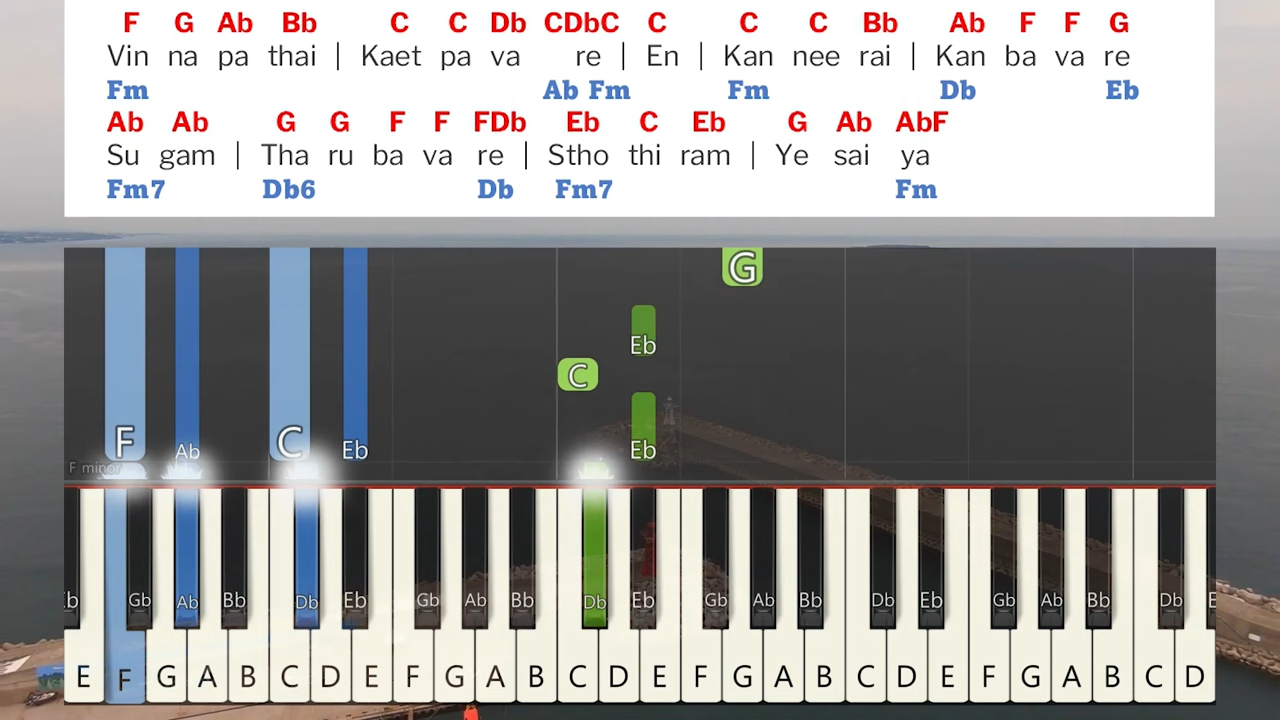 F G Ab Bb C C Db CDbC C C C Bb Ab F F G
Vin na pa thai | Kaet pa va re | En | Kan nee rai | Kan ba va re
Fm Ab Fm Fm Db Eb
Ab Ab G G F F FDb Eb C Eb G Ab AbF
Su gam | Tha ru ba va re | Stho thi ram | Ye sai ya
Fm7 Db6 Db Fm7 Fm
G
Eb
C
F Ab C Eb Eb
F minor
Eb Gb Ab Bb Db Eb Gb Ab Bb Db Eb Gb Ab Bb Db Eb Gb Ab Bb Db E
E F G A B C D E F G A B C D E F G A B C D E F G A B C D